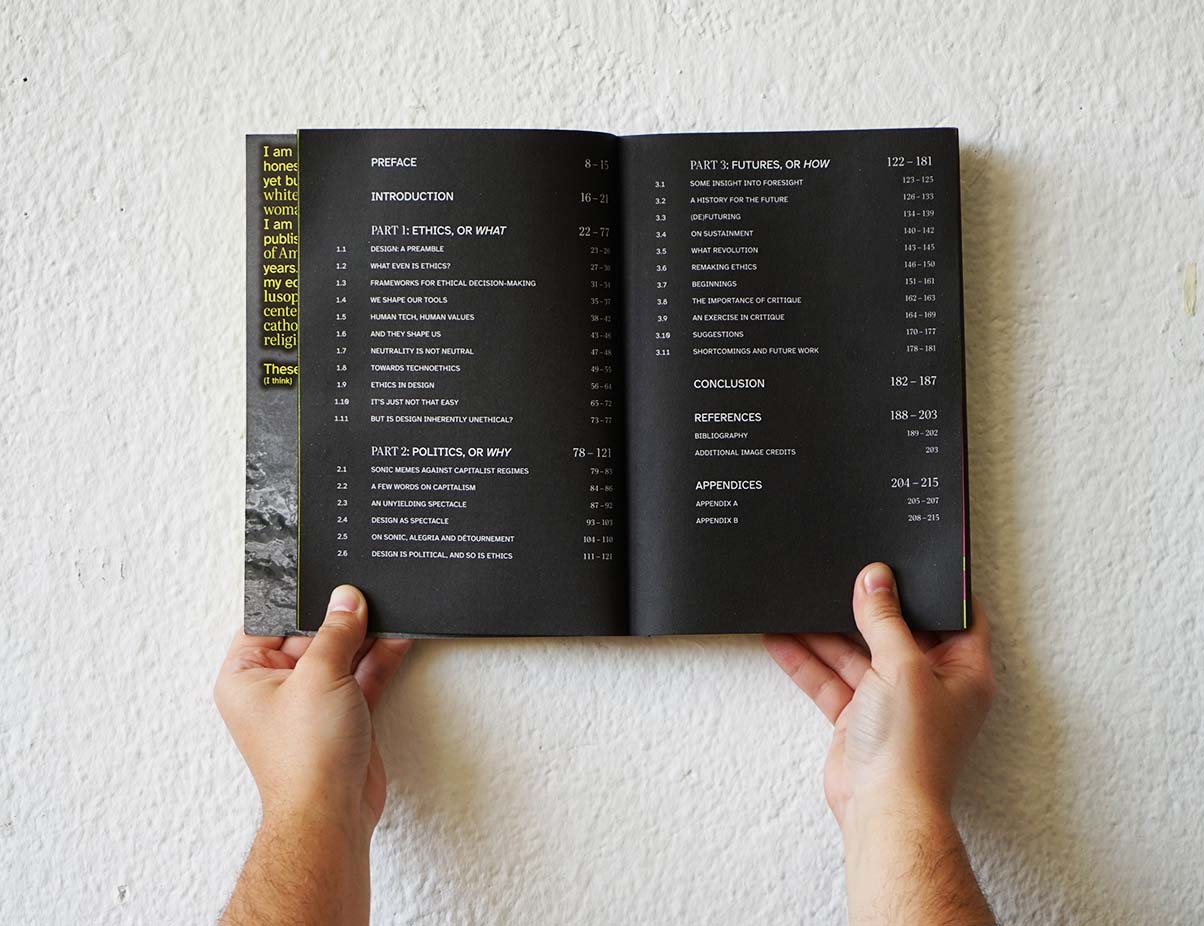 I am
hones
yet bu
white
woma
I am
publis
of Am
years.
my ec
lusop
cente
catho
religi
These
(I think)
PREFACE 8–15
INTRODUCTION 16–21
PART 1: ETHICS, OR WHAT 22–77
1.1 DESIGN: A PREAMBLE 23–26
1.2 WHAT EVEN IS ETHICS? 27–30
1.3 FRAMEWORKS FOR ETHICAL DECISION-MAKING 31–34
1.4 WE SHAPE OUR TOOLS 35–37
1.5 HUMAN TECH, HUMAN VALUES 38–42
1.6 AND THEY SHAPE US 43–46
1.7 NEUTRALITY IS NOT NEUTRAL 47–48
1.8 TOWARDS TECHNOETHICS 49–55
1.9 ETHICS IN DESIGN 56–64
1.10 IT'S JUST NOT THAT EASY 65–72
1.11 BUT IS DESIGN INHERENTLY UNETHICAL? 73–77
PART 2: POLITICS, OR WHY 78–121
2.1 SONIC MEMES AGAINST CAPITALIST REGIMES 79–83
2.2 A FEW WORDS ON CAPITALISM 84–86
2.3 AN UNYIELDING SPECTACLE 87–92
2.4 DESIGN AS SPECTACLE 93–103
2.5 ON SONIC, ALEGRIA AND DÉTOURNEMENT 104–110
2.6 DESIGN IS POLITICAL, AND SO IS ETHICS 111–121
PART 3: FUTURES, OR HOW 122–181
3.1 SOME INSIGHT INTO FORESIGHT 123–125
3.2 A HISTORY FOR THE FUTURE 126–133
3.3 (DE)FUTURING 134–139
3.4 ON SUSTAINMENT 140–142
3.5 WHAT REVOLUTION 143–145
3.6 REMAKING ETHICS 146–150
3.7 BEGINNINGS 151–161
3.8 THE IMPORTANCE OF CRITIQUE 162–163
3.9 AN EXERCISE IN CRITIQUE 164–169
3.10 SUGGESTIONS 170–177
3.11 SHORTCOMINGS AND FUTURE WORK 178–181
CONCLUSION 182–187
REFERENCES 188–203
BIBLIOGRAPHY 189–202
ADDITIONAL IMAGE CREDITS 203
APPENDICES 204–215
APPENDIX A 205–207
APPENDIX B 208–215